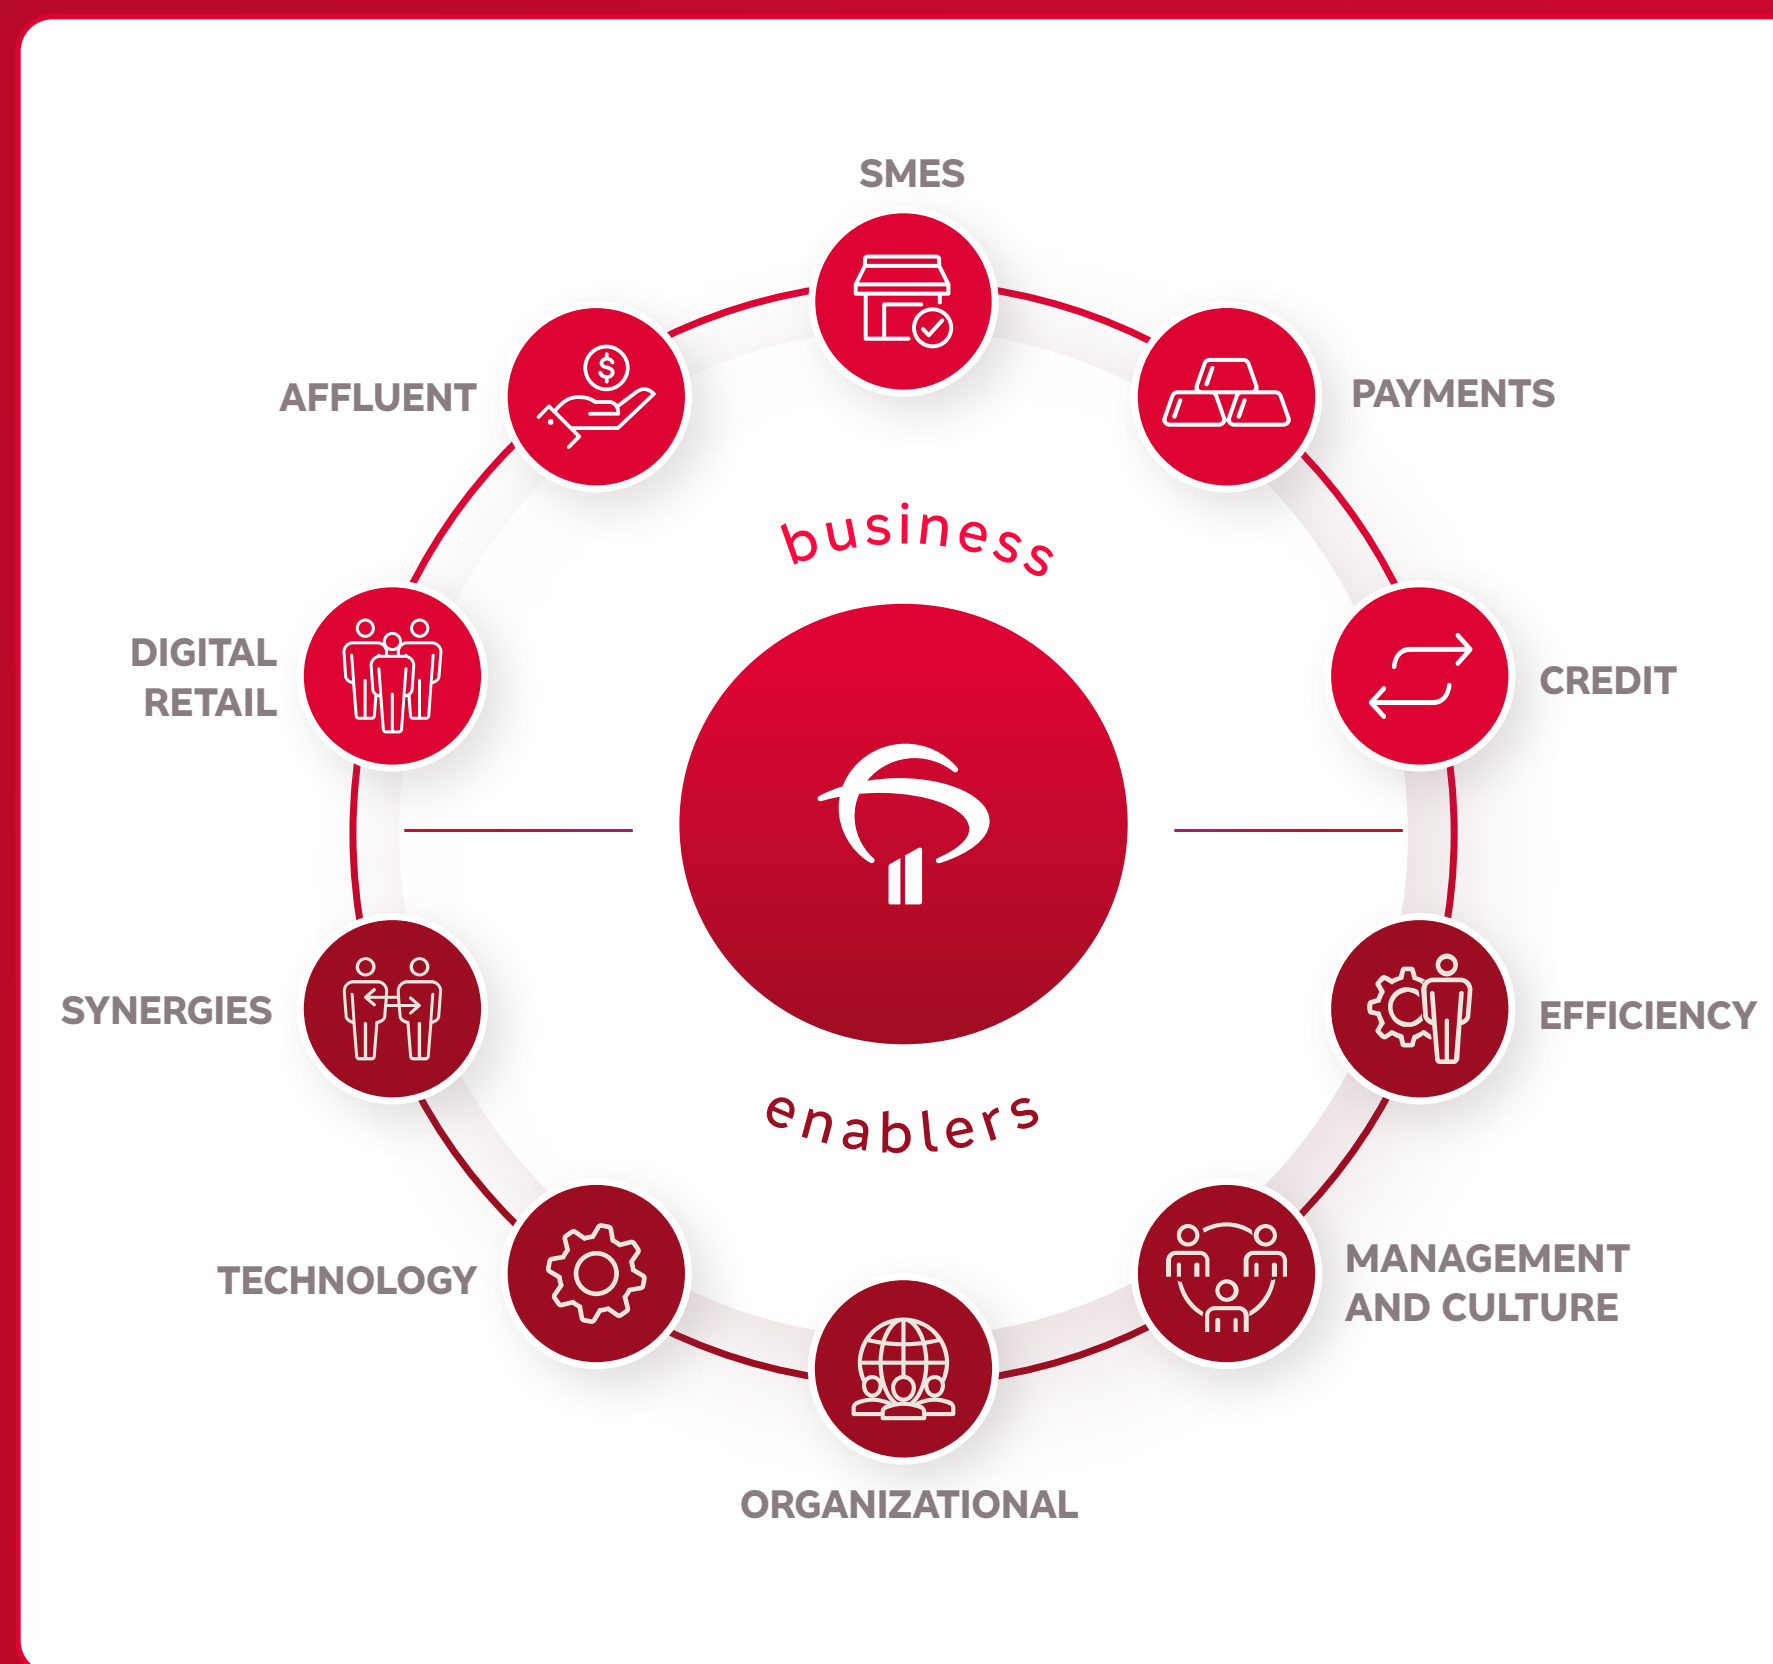 SMES
AFFLUENT
PAYMENTS
business
DIGITAL
RETAIL
CREDIT
SYNERGIES
EFFICIENCY
enablers
TECHNOLOGY
MANAGEMENT
AND CULTURE
ORGANIZATIONAL